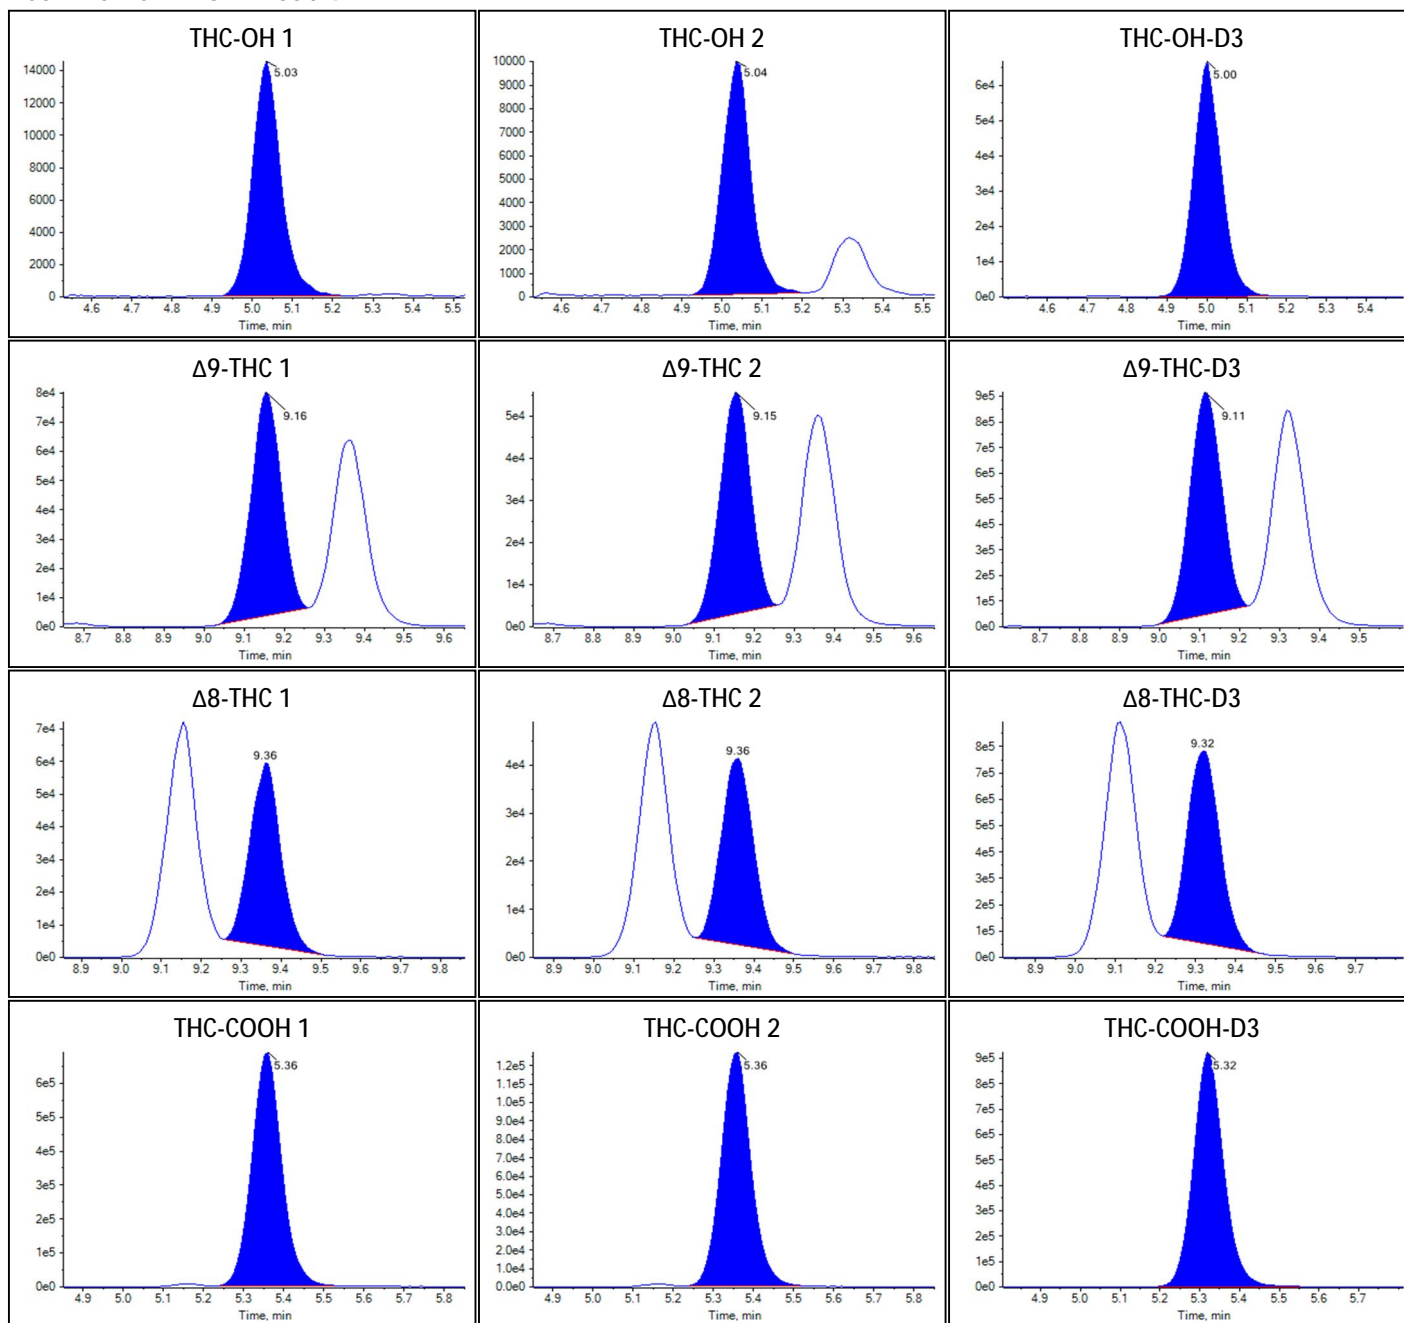 THC-OH 1
14000
12000
10000
8000
6000
4000
2000
0
5.03
4.6 4.7 4.8 4.9 5.0 5.1 5.2 5.3 5.4 5.5
Time, min
THC-OH 2
10000
9000
8000
7000
6000
5000
4000
3000
2000
1000
0
5.04
4.6 4.7 4.8 4.9 5.0 5.1 5.2 5.3 5.4 5.5
Time, min
THC-OH-D3
6e4
5e4
4e4
3e4
2e4
1e4
0e0
5.00
4.6 4.7 4.8 4.9 5.0 5.1 5.2 5.3 5.4
Time, min
Δ9-THC 1
8e4
7e4
6e4
5e4
4e4
3e4
2e4
1e4
0e0
9.16
8.7 8.8 8.9 9.0 9.1 9.2 9.3 9.4 9.5 9.6
Time, min
Δ9-THC 2
5e4
4e4
3e4
2e4
1e4
0e0
9.15
8.7 8.8 8.9 9.0 9.1 9.2 9.3 9.4 9.5 9.6
Time, min
Δ9-THC-D3
9e5
8e5
7e5
6e5
5e5
4e5
3e5
2e5
1e5
0e0
9.11
8.7 8.8 8.9 9.0 9.1 9.2 9.3 9.4 9.5
Time, min
Δ8-THC 1
7e4
6e4
5e4
4e4
3e4
2e4
1e4
0e0
9.36
8.9 9.0 9.1 9.2 9.3 9.4 9.5 9.6 9.7 9.8
Time, min
Δ8-THC 2
4e4
3e4
2e4
1e4
0e0
9.36
8.9 9.0 9.1 9.2 9.3 9.4 9.5 9.6 9.7 9.8
Time, min
Δ8-THC-D3
8e5
7e5
6e5
5e5
4e5
3e5
2e5
1e5
0e0
9.32
8.9 9.0 9.1 9.2 9.3 9.4 9.5 9.6 9.7
Time, min
THC-COOH 1
6e5
5e5
4e5
3e5
2e5
1e5
0e0
5.36
4.9 5.0 5.1 5.2 5.3 5.4 5.5 5.6 5.7 5.8
Time, min
THC-COOH 2
1.2e5
1.1e5
1.0e5
9.0e4
8.0e4
7.0e4
6.0e4
5.0e4
4.0e4
3.0e4
2.0e4
1.0e4
0.0e0
5.36
4.9 5.0 5.1 5.2 5.3 5.4 5.5 5.6 5.7 5.8
Time, min
THC-COOH-D3
9e5
8e5
7e5
6e5
5e5
4e5
3e5
2e5
1e5
0e0
5.32
4.9 5.0 5.1 5.2 5.3 5.4 5.5 5.6 5.7
Time, min